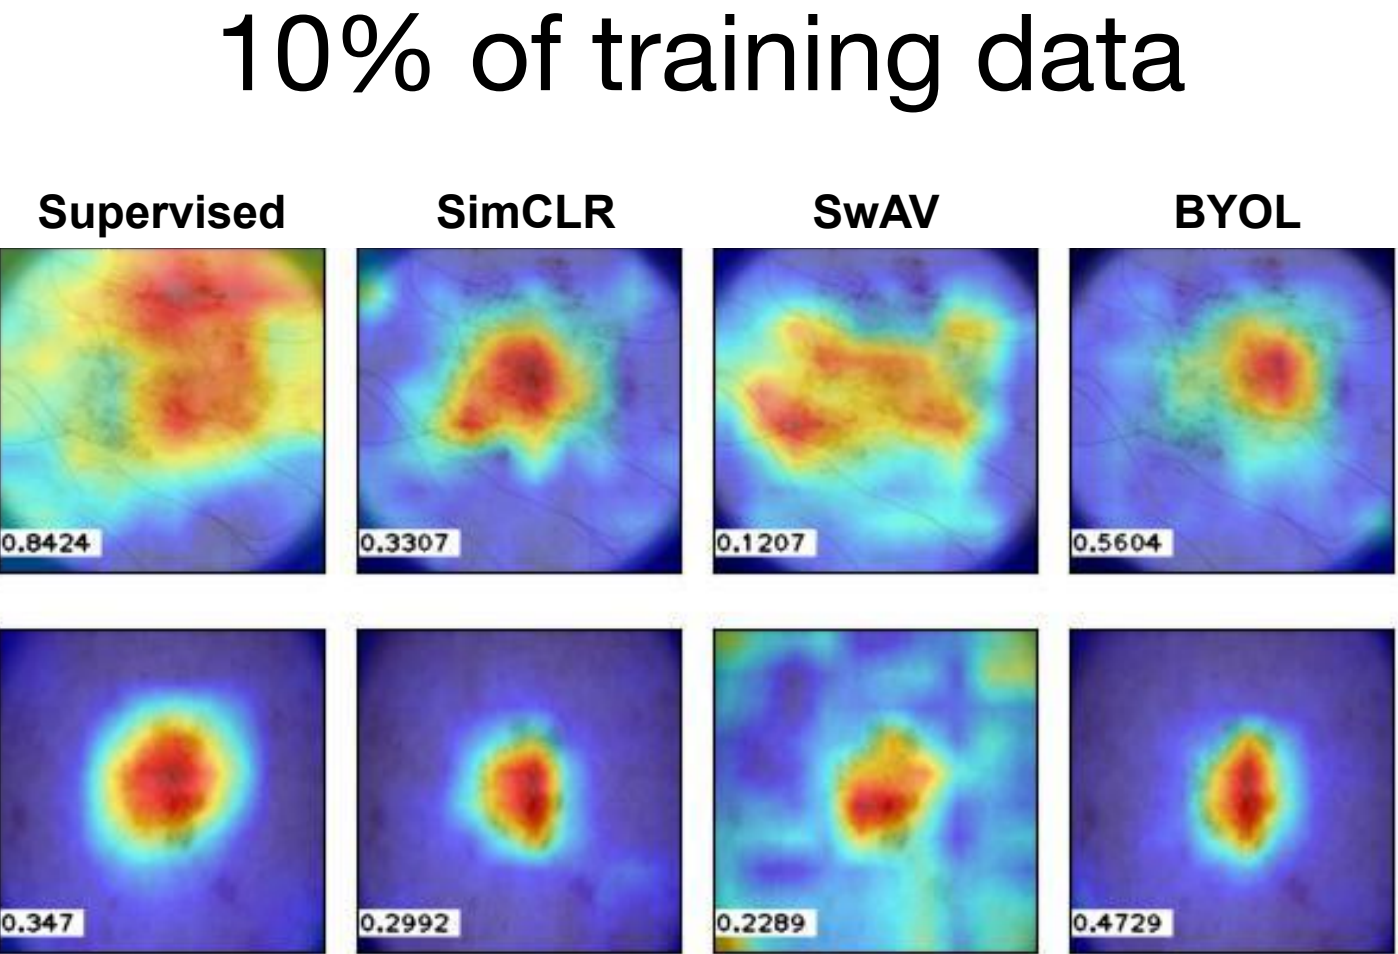 10% of training data
Supervised SimCLR SwAV BYOL
0.8424 0.3307 0.1207 0.5604
0.347 0.2992 0.2289 0.4729